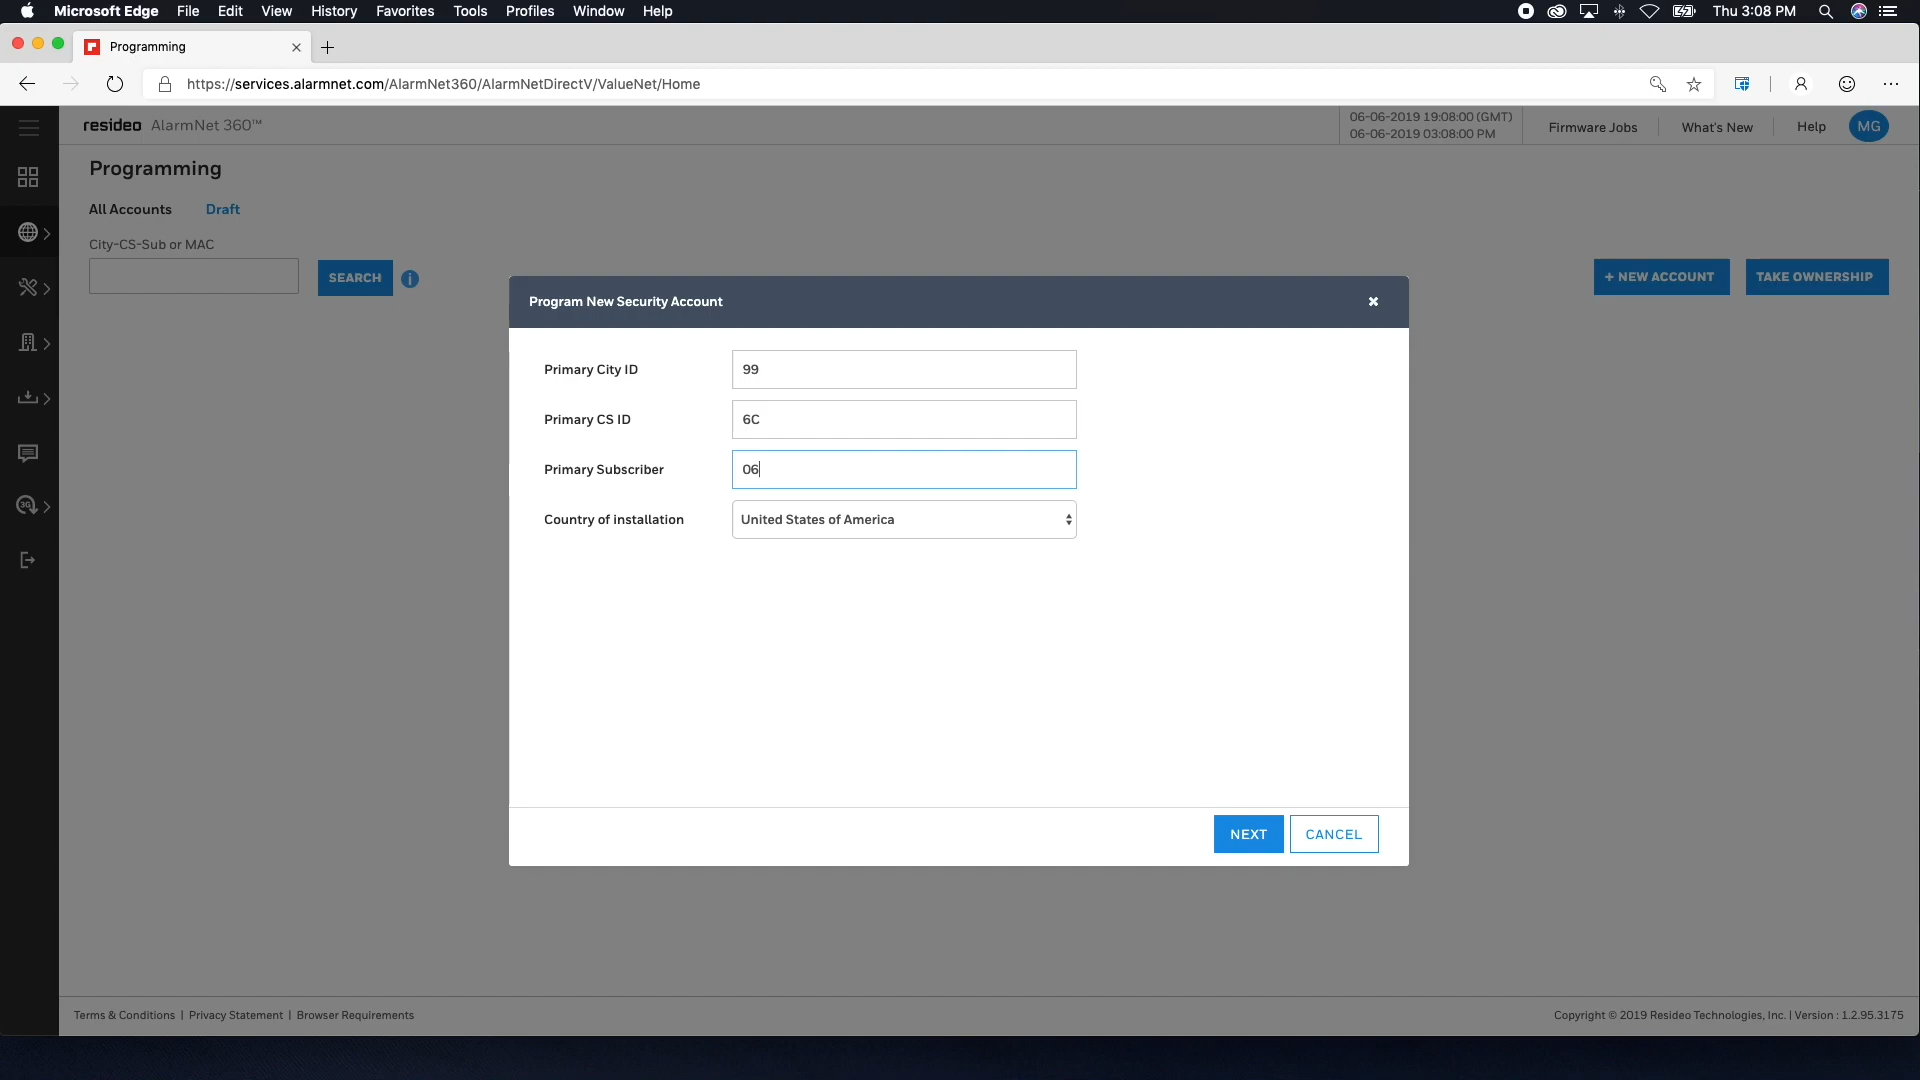 Microsoft Edge File Edit View History Favorites Tools Profiles Window Help Thu 3:08 PM
Programming
https://services.alarmnet.com/AlarmNet360/AlarmNetDirectV/ValueNet/Home
resideo AlarmNet 360™
06-06-2019 19:08:00 (GMT)
06-06-2019 03:08:00 PM
Firmware Jobs What's New Help MG
Programming
All Accounts Draft
City-CS-Sub or MAC
SEARCH i + NEW ACCOUNT TAKE OWNERSHIP
Program New Security Account
Primary City ID 99
Primary CS ID 6C
Primary Subscriber 06
Country of installation United States of America
3G
NEXT CANCEL
Terms & Conditions | Privacy Statement | Browser Requirements
Copyright © 2019 Resideo Technologies, Inc. | Version : 1.2.95.3175